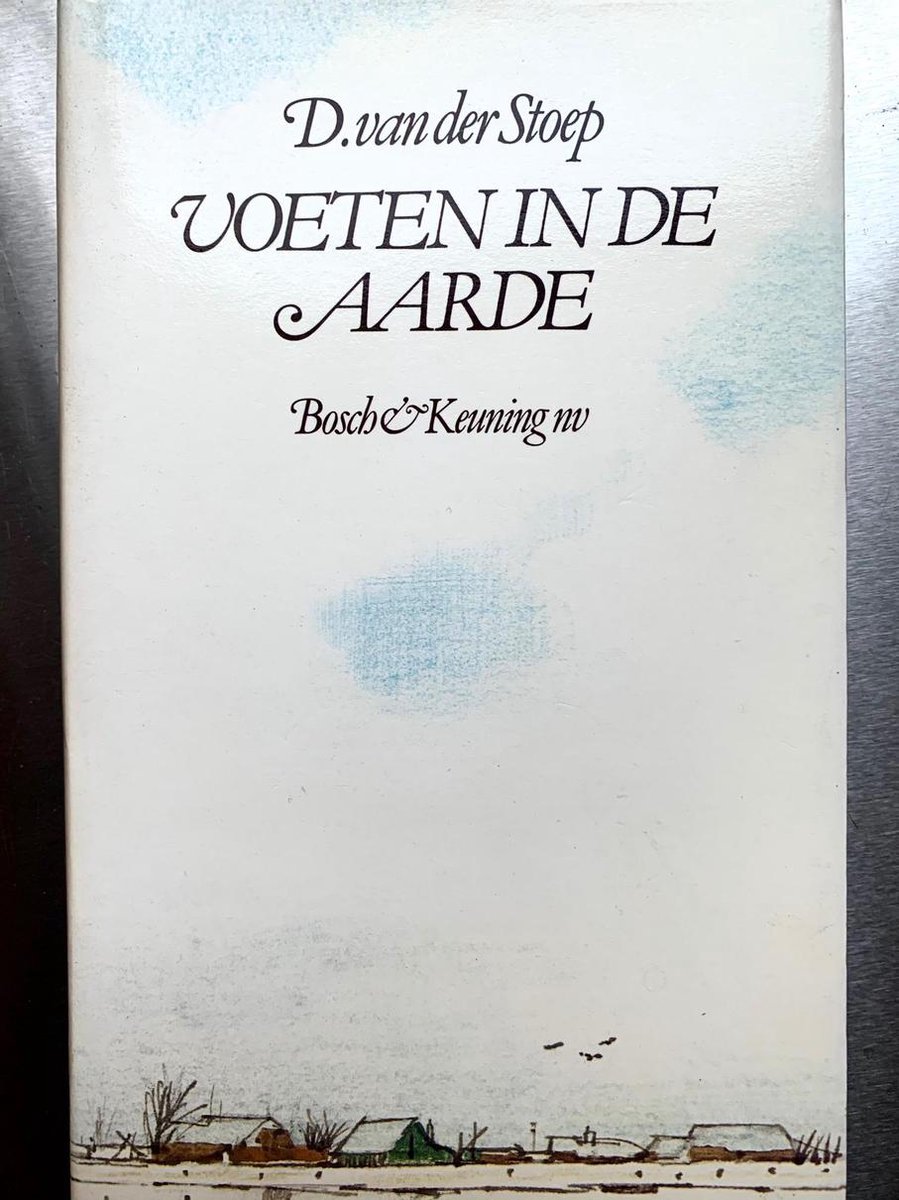 D. van der Stoep
VOETEN IN DE
AARDE
Bosch & Keuning nv